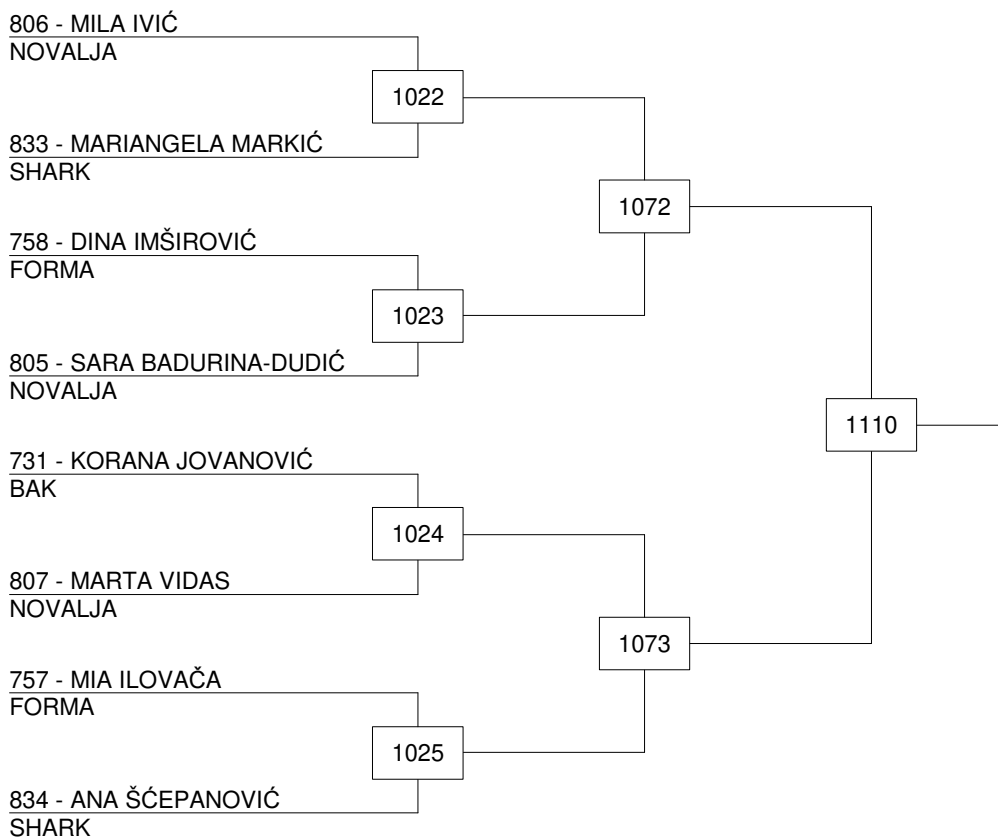 806 - MILA IVIĆ
NOVALJA
1022
833 - MARIANGELA MARKIĆ
SHARK
1072
758 - DINA IMŠIROVIĆ
FORMA
1023
805 - SARA BADURINA-DUDIĆ
NOVALJA
1110
731 - KORANA JOVANOVIĆ
BAK
1024
807 - MARTA VIDAS
NOVALJA
1073
757 - MIA ILOVAČA
FORMA
1025
834 - ANA ŠĆEPANOVIĆ
SHARK